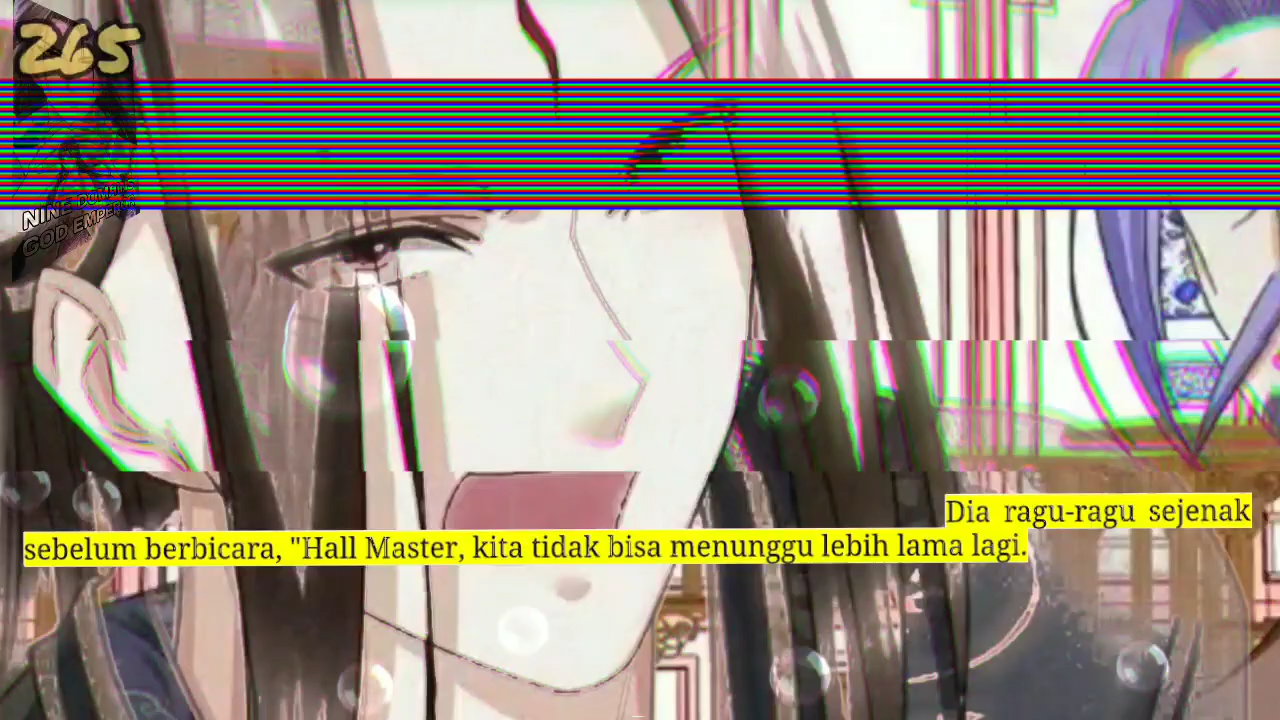 265
NINE DOMAINS
GOD EMPEROR
Dia ragu-ragu sejenak
sebelum berbicara, "Hall Master, kita tidak bisa menunggu lebih lama lagi.